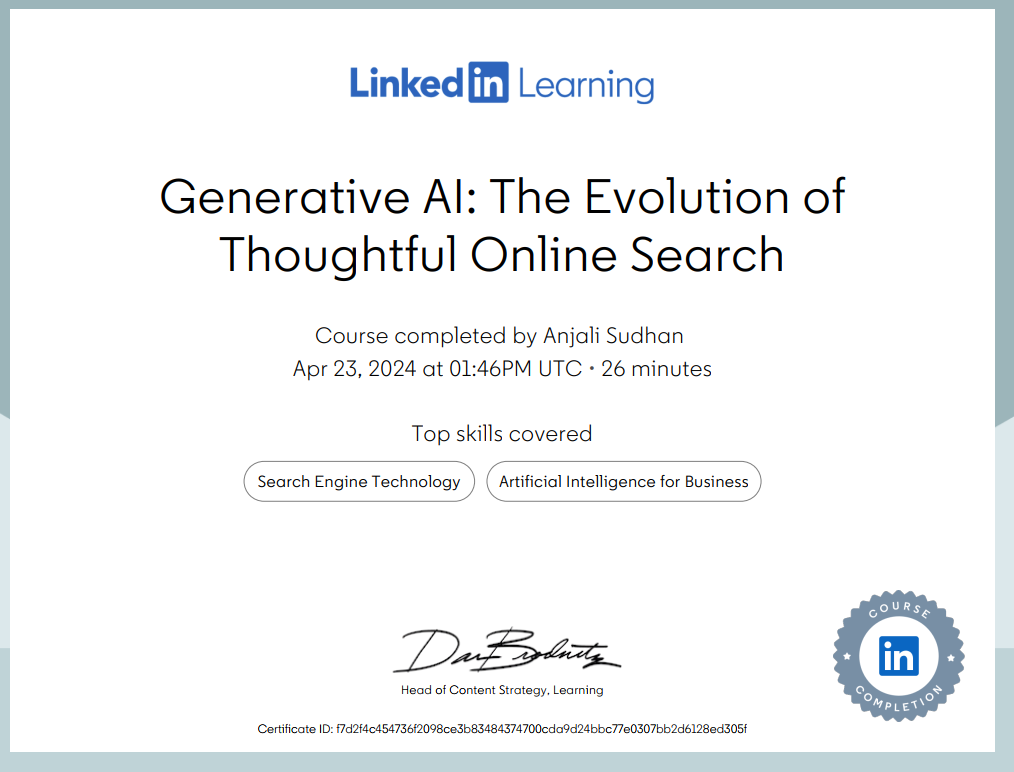 Linked in Learning
Generative AI: The Evolution of
Thoughtful Online Search
Course completed by Anjali Sudhan
Apr 23, 2024 at 01:46PM UTC • 26 minutes
Top skills covered
Search Engine Technology
Artificial Intelligence for Business
Dan Brodnitz
Head of Content Strategy, Learning
COURSE
in
COMPLETION
Certificate ID: f7d2f4c454736f2098ce3b83484374700cda9d24bbc77e0307bb2d6128ed305f